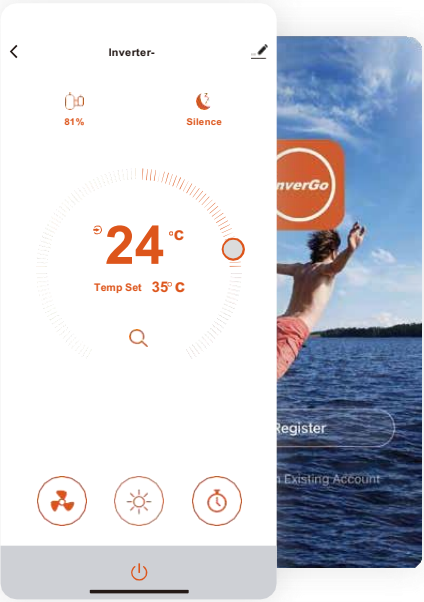 Inverter-
81%
Silence
24 °C
Temp Set 35°C
InverGo
Register
Existing Account